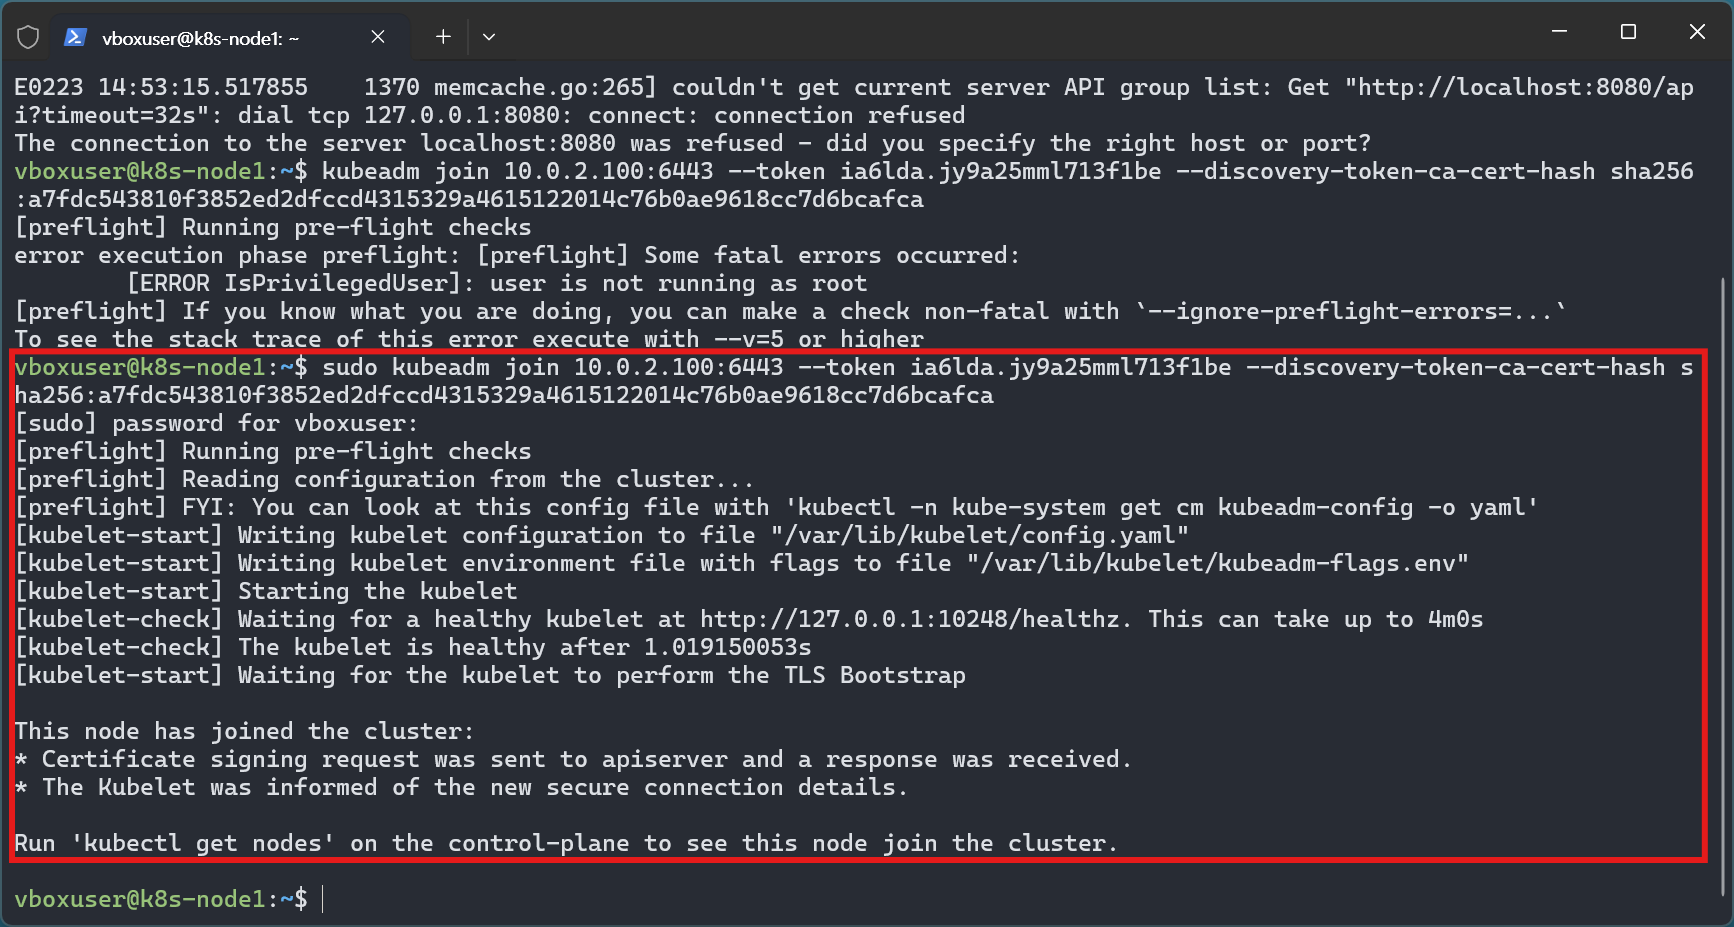 vboxuser@k8s-node1: ~
E0223 14:53:15.517855    1370 memcache.go:265] couldn't get current server API group list: Get "http://localhost:8080/ap
i?timeout=32s": dial tcp 127.0.0.1:8080: connect: connection refused
The connection to the server localhost:8080 was refused - did you specify the right host or port?
vboxuser@k8s-node1:~$ kubeadm join 10.0.2.100:6443 --token ia6lda.jy9a25mml713f1be --discovery-token-ca-cert-hash sha256
:a7fdc543810f3852ed2dfccd4315329a4615122014c76b0ae9618cc7d6bcafca
[preflight] Running pre-flight checks
error execution phase preflight: [preflight] Some fatal errors occurred:
        [ERROR IsPrivilegedUser]: user is not running as root
[preflight] If you know what you are doing, you can make a check non-fatal with `--ignore-preflight-errors=...`
To see the stack trace of this error execute with --v=5 or higher
vboxuser@k8s-node1:~$ sudo kubeadm join 10.0.2.100:6443 --token ia6lda.jy9a25mml713f1be --discovery-token-ca-cert-hash s
ha256:a7fdc543810f3852ed2dfccd4315329a4615122014c76b0ae9618cc7d6bcafca
[sudo] password for vboxuser:
[preflight] Running pre-flight checks
[preflight] Reading configuration from the cluster...
[preflight] FYI: You can look at this config file with 'kubectl -n kube-system get cm kubeadm-config -o yaml'
[kubelet-start] Writing kubelet configuration to file "/var/lib/kubelet/config.yaml"
[kubelet-start] Writing kubelet environment file with flags to file "/var/lib/kubelet/kubeadm-flags.env"
[kubelet-start] Starting the kubelet
[kubelet-check] Waiting for a healthy kubelet at http://127.0.0.1:10248/healthz. This can take up to 4m0s
[kubelet-check] The kubelet is healthy after 1.019150053s
[kubelet-start] Waiting for the kubelet to perform the TLS Bootstrap
This node has joined the cluster:
* Certificate signing request was sent to apiserver and a response was received.
* The Kubelet was informed of the new secure connection details.
Run 'kubectl get nodes' on the control-plane to see this node join the cluster.
vboxuser@k8s-node1:~$